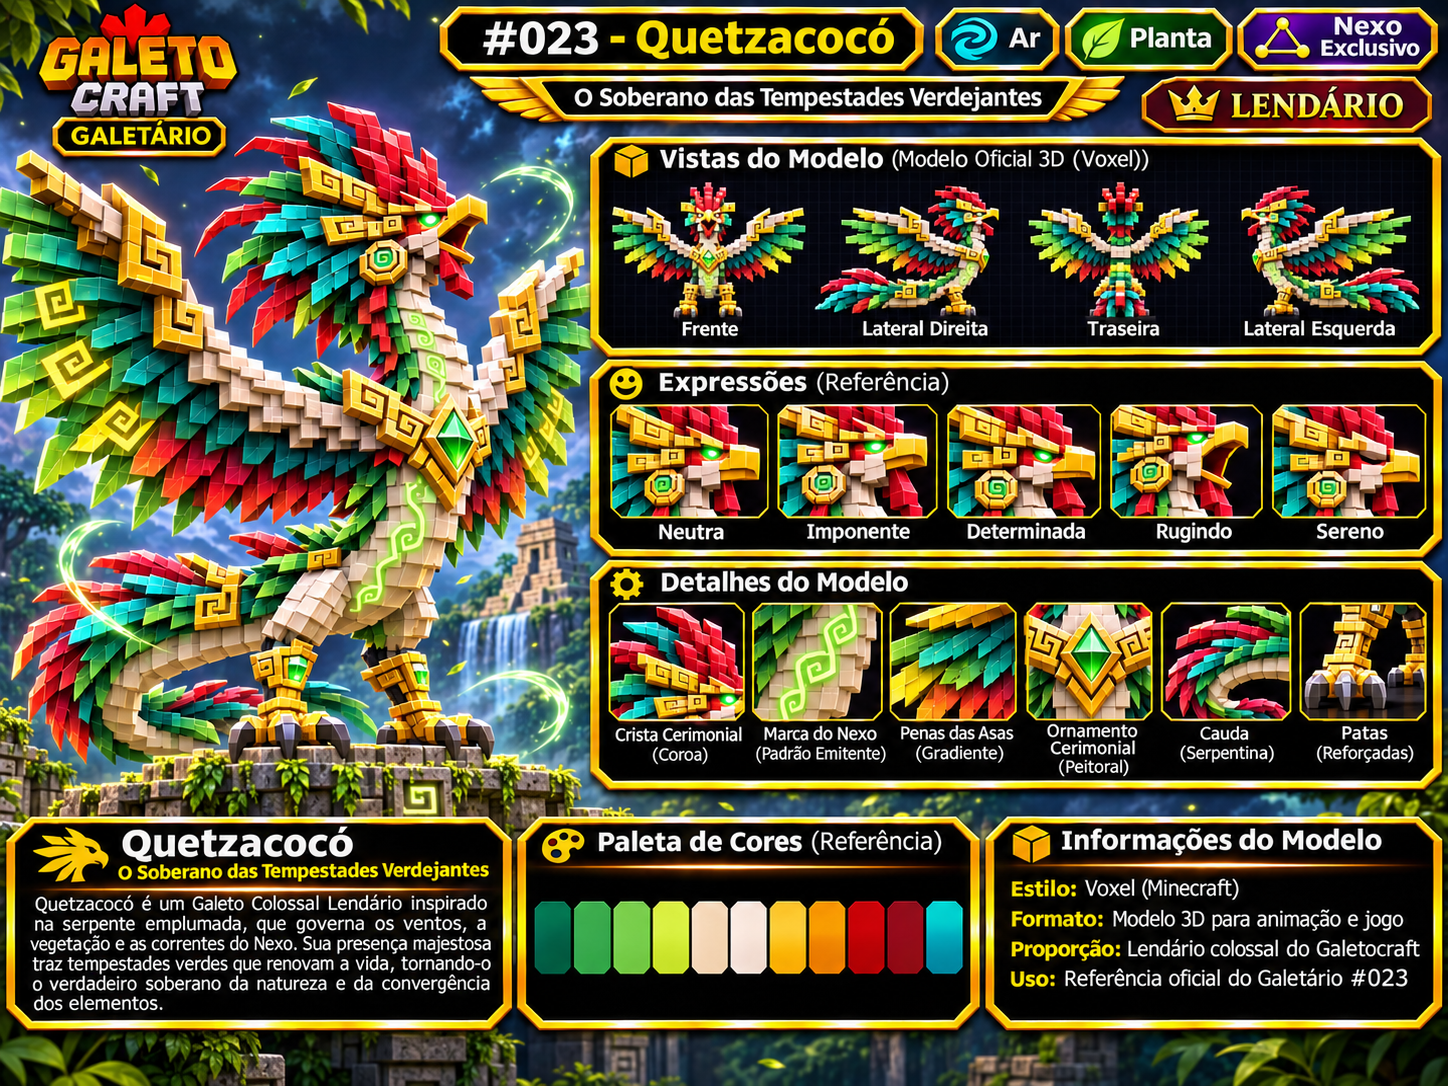 GALETO
CRAFT
GALETÁRIO
#023 - Quetzacocó
Ar
Planta
Nexo
Exclusivo
O Soberano das Tempestades Verdejantes
LENDÁRIO
Vistas do Modelo (Modelo Oficial 3D (Voxel))
Frente
Lateral Direita
Traseira
Lateral Esquerda
Expressões (Referência)
Neutra
Imponente
Determinada
Rugindo
Sereno
Detalhes do Modelo
Crista Cerimonial
(Coroa)
Marca do Nexo
(Padrão Emitente)
Penas das Asas
(Gradiente)
Ornamento
Cerimonial
(Peitoral)
Cauda
(Serpentina)
Patas
(Reforçadas)
Quetzacocó
O Soberano das Tempestades Verdejantes
Quetzacocó é um Galeto Colossal Lendário inspirado
na serpente emplumada, que governa os ventos, a
vegetação e as correntes do Nexo. Sua presença majestosa
traz tempestades verdes que renovam a vida, tornando-o
o verdadeiro soberano da natureza e da convergência
dos elementos.
Paleta de Cores (Referência)
Informações do Modelo
Estilo: Voxel (Minecraft)
Formato: Modelo 3D para animação e jogo
Proporção: Lendário colossal do Galetocraft
Uso: Referência oficial do Galetário #023